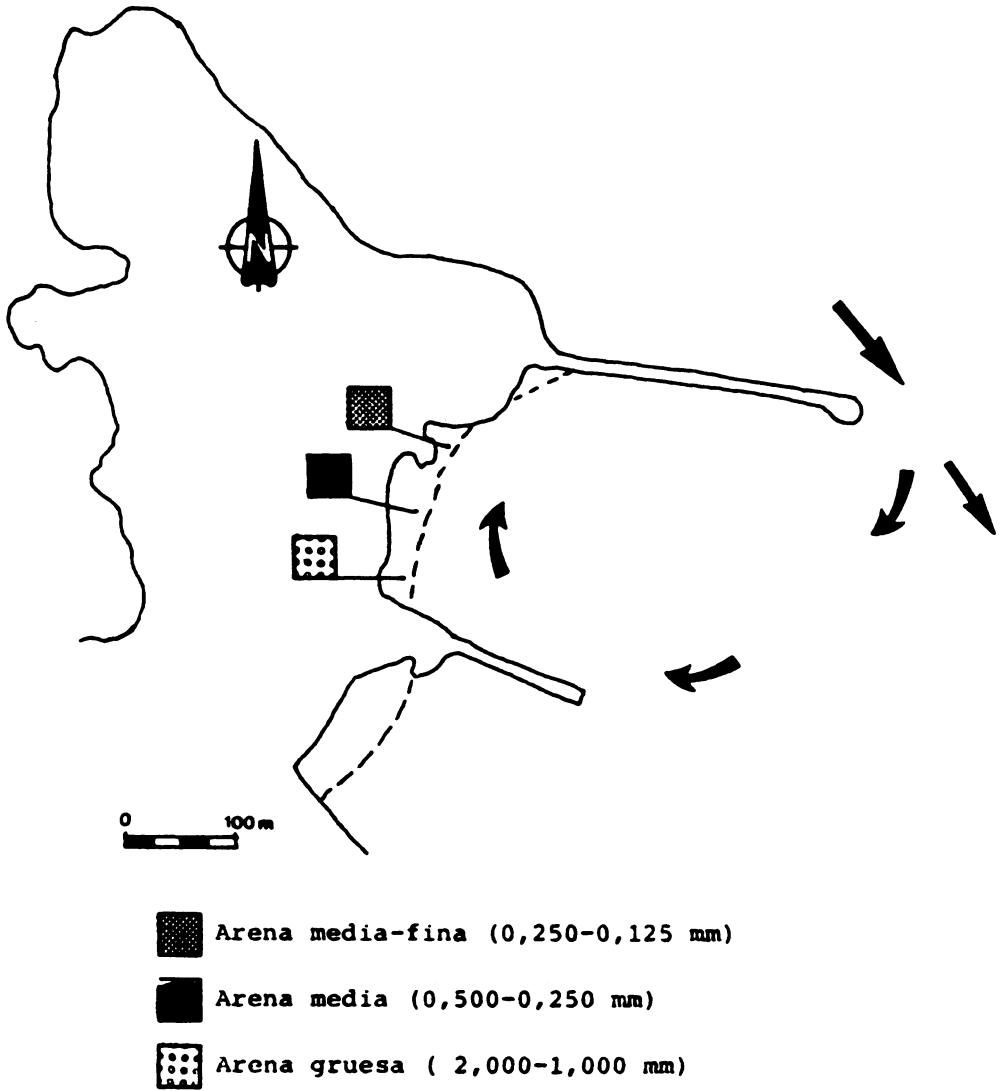 N
0 100 m
Arena media-fina (0,250-0,125 mm)
Arena media (0,500-0,250 mm)
Arena gruesa ( 2,000-1,000 mm)